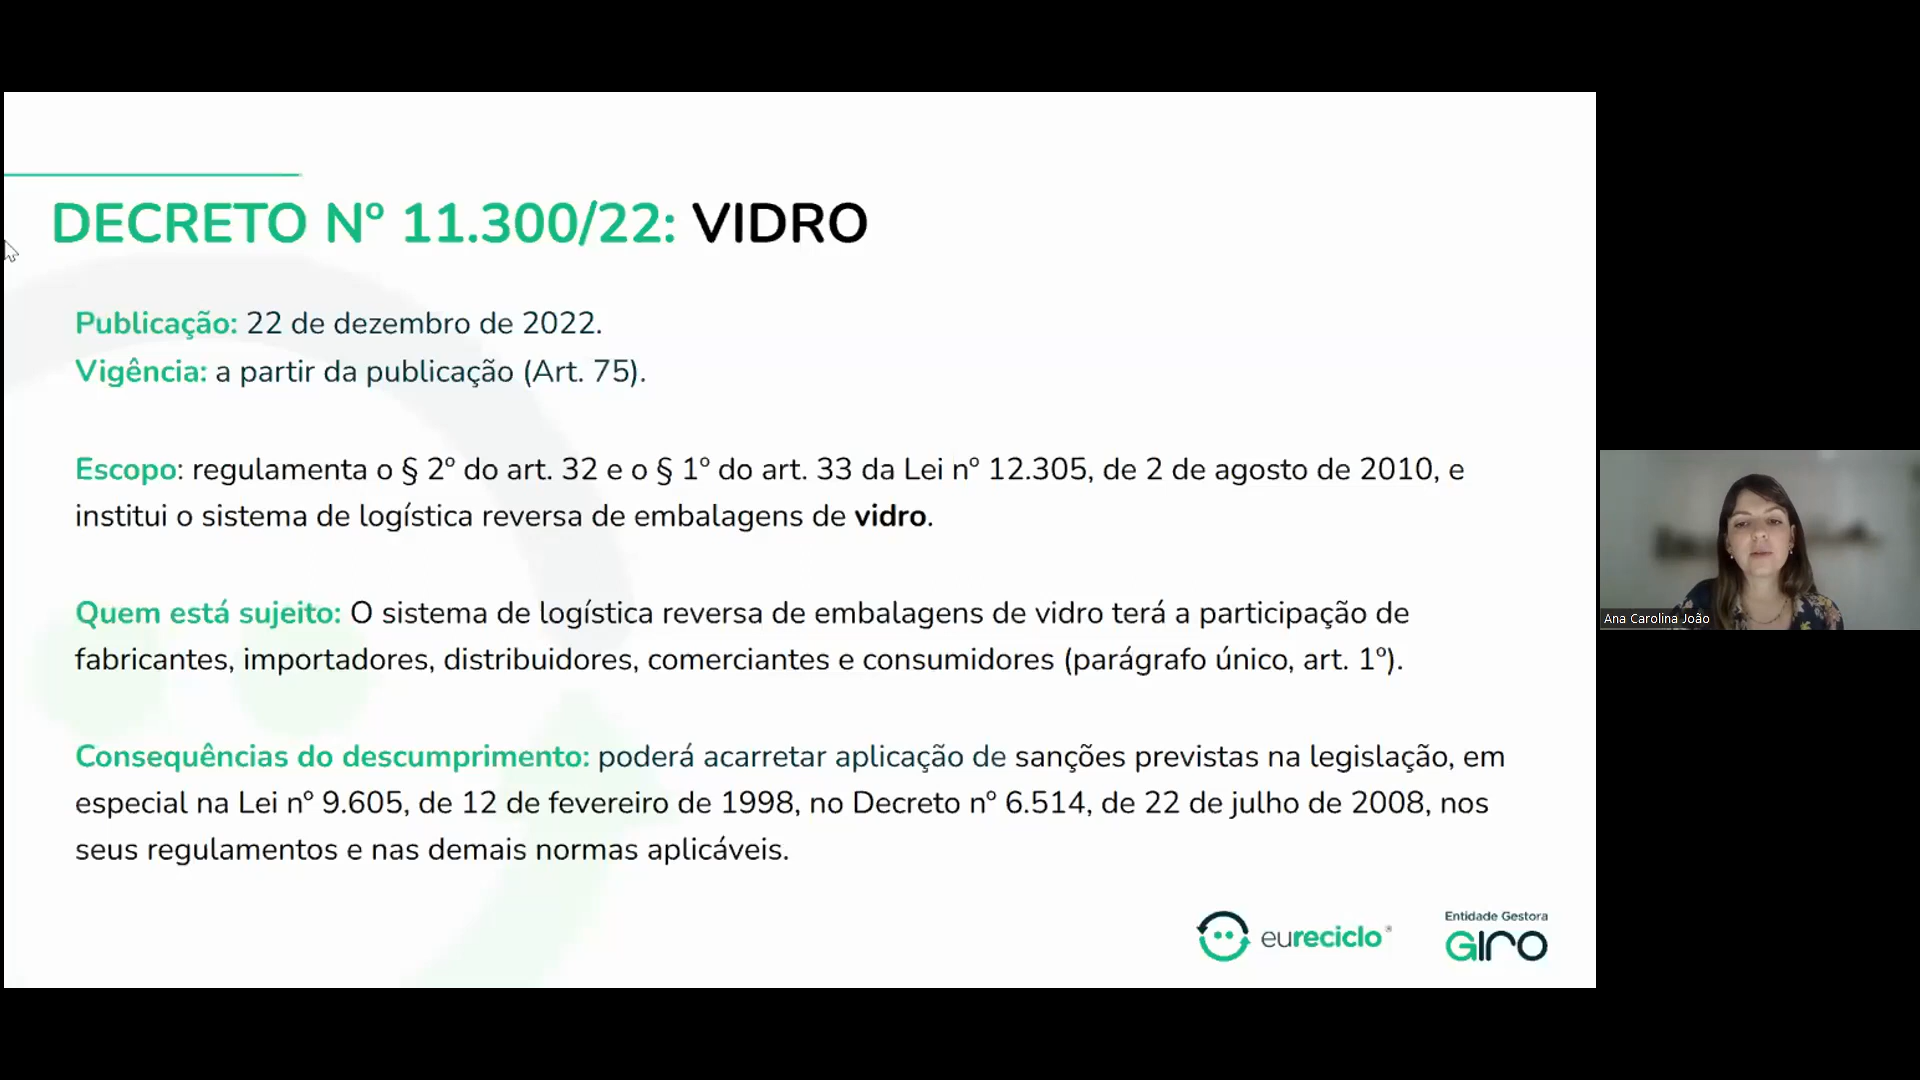 DECRETO Nº 11.300/22: VIDRO
Publicação: 22 de dezembro de 2022.
Vigência: a partir da publicação (Art. 75).
Escopo: regulamenta o § 2º do art. 32 e o § 1º do art. 33 da Lei nº 12.305, de 2 de agosto de 2010, e
institui o sistema de logística reversa de embalagens de vidro.
Quem está sujeito: O sistema de logística reversa de embalagens de vidro terá a participação de
fabricantes, importadores, distribuidores, comerciantes e consumidores (parágrafo único, art. 1º).
Consequências do descumprimento: poderá acarretar aplicação de sanções previstas na legislação, em
especial na Lei nº 9.605, de 12 de fevereiro de 1998, no Decreto nº 6.514, de 22 de julho de 2008, nos
seus regulamentos e nas demais normas aplicáveis.
eureciclo®
Entidade Gestora
GIRO
Ana Carolina João